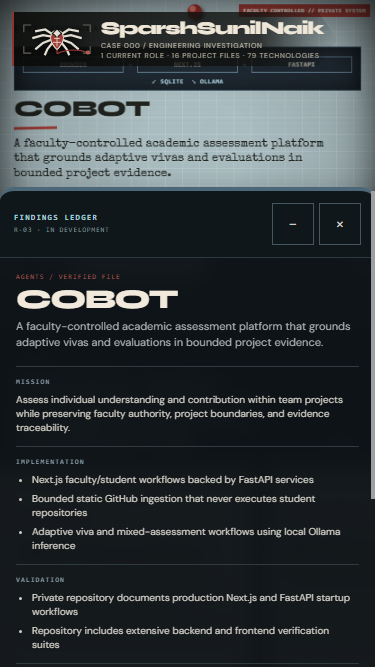 FACULTY CONTROLLED // PRIVATE SYSTEM
SparshSunilNaik
CASE 000 / ENGINEERING INVESTIGATION
1 CURRENT ROLE · 16 PROJECT FILES · 79 TECHNOLOGIES
NEXT.JS
FASTAPI
✓ SQLITE ↘ OLLAMA
COBOT
A faculty-controlled academic assessment platform
that grounds adaptive vivas and evaluations in
bounded project evidence.
FINDINGS LEDGER
R-03 · IN DEVELOPMENT
−
×
AGENTS / VERIFIED FILE
COBOT
A faculty-controlled academic assessment platform that grounds
adaptive vivas and evaluations in bounded project evidence.
MISSION
Assess individual understanding and contribution within team projects
while preserving faculty authority, project boundaries, and evidence
traceability.
IMPLEMENTATION
• Next.js faculty/student workflows backed by FastAPI services
• Bounded static GitHub ingestion that never executes student
repositories
• Adaptive viva and mixed-assessment workflows using local Ollama
inference
VALIDATION
• Private repository documents production Next.js and FastAPI startup
workflows
• Repository includes extensive backend and frontend verification
suites